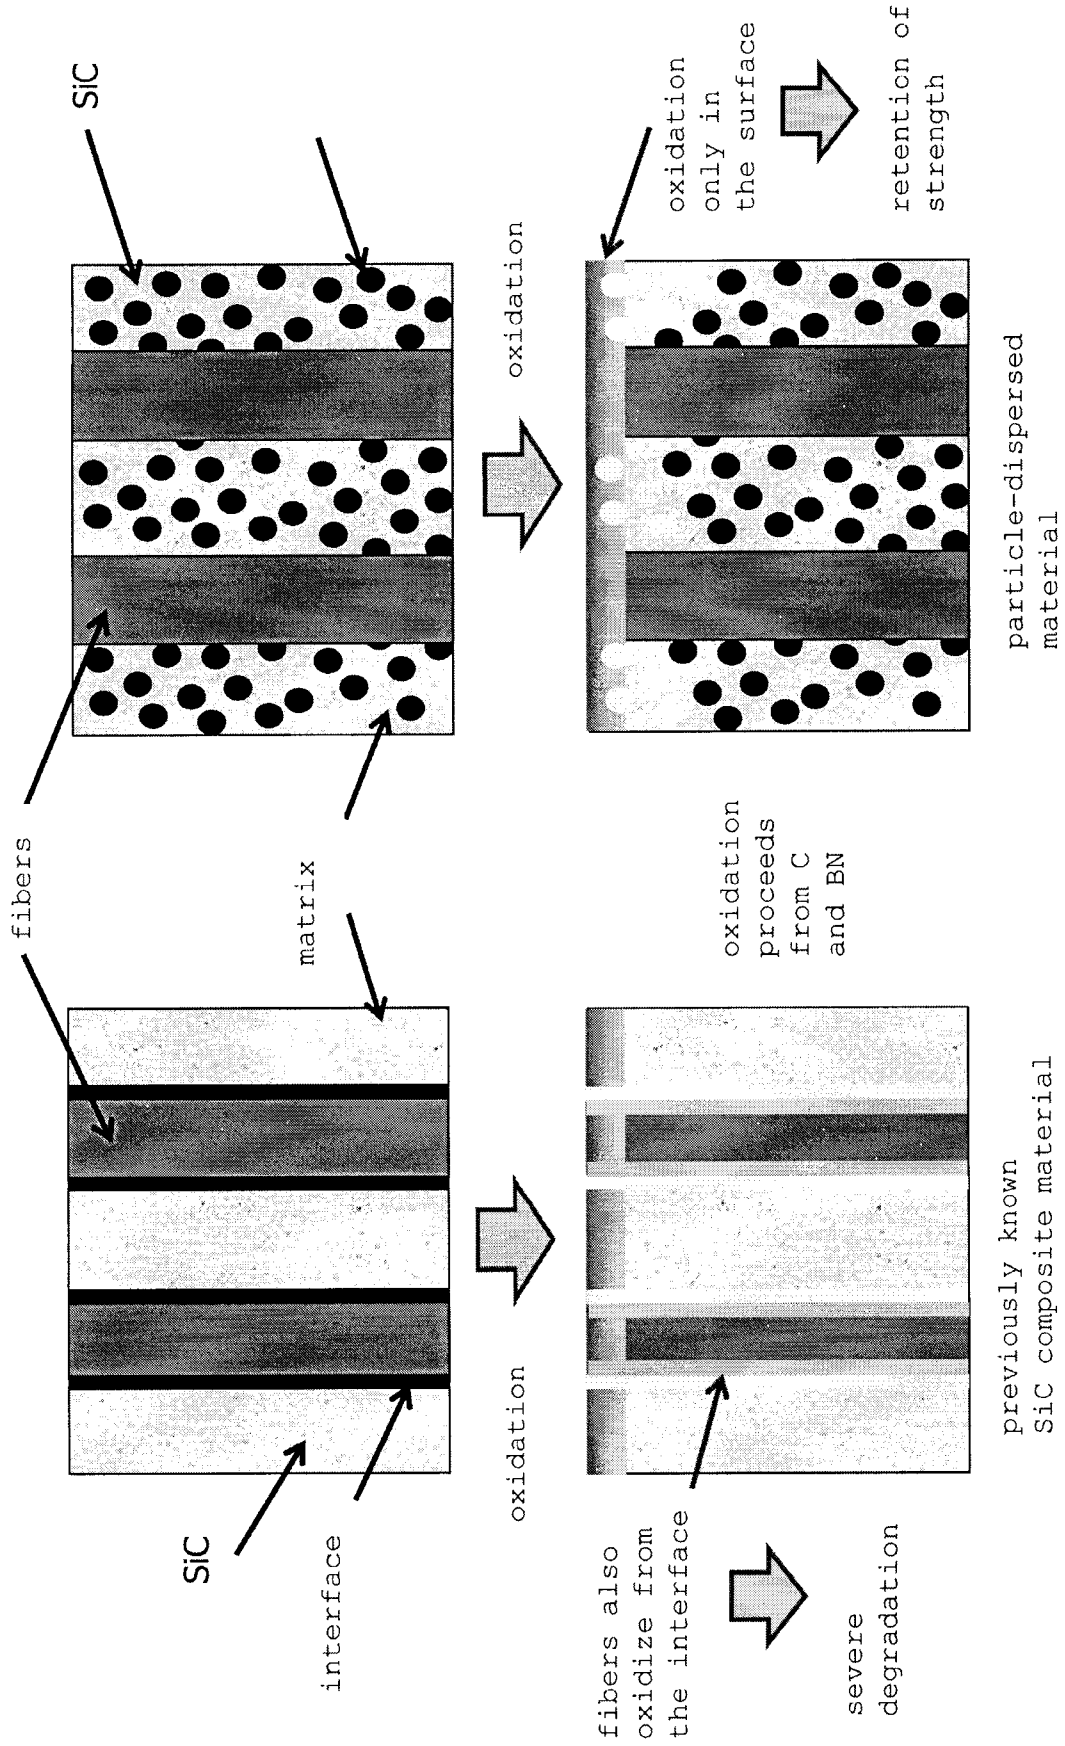 SiC
fibers
matrix
SiC
interface
oxidation
oxidation
fibers also
oxidize from
the interface
severe
degradation
oxidation
proceeds
from C
and BN
oxidation
only in
the surface
retention of
strength
previously known
SiC composite material
particle-dispersed
material